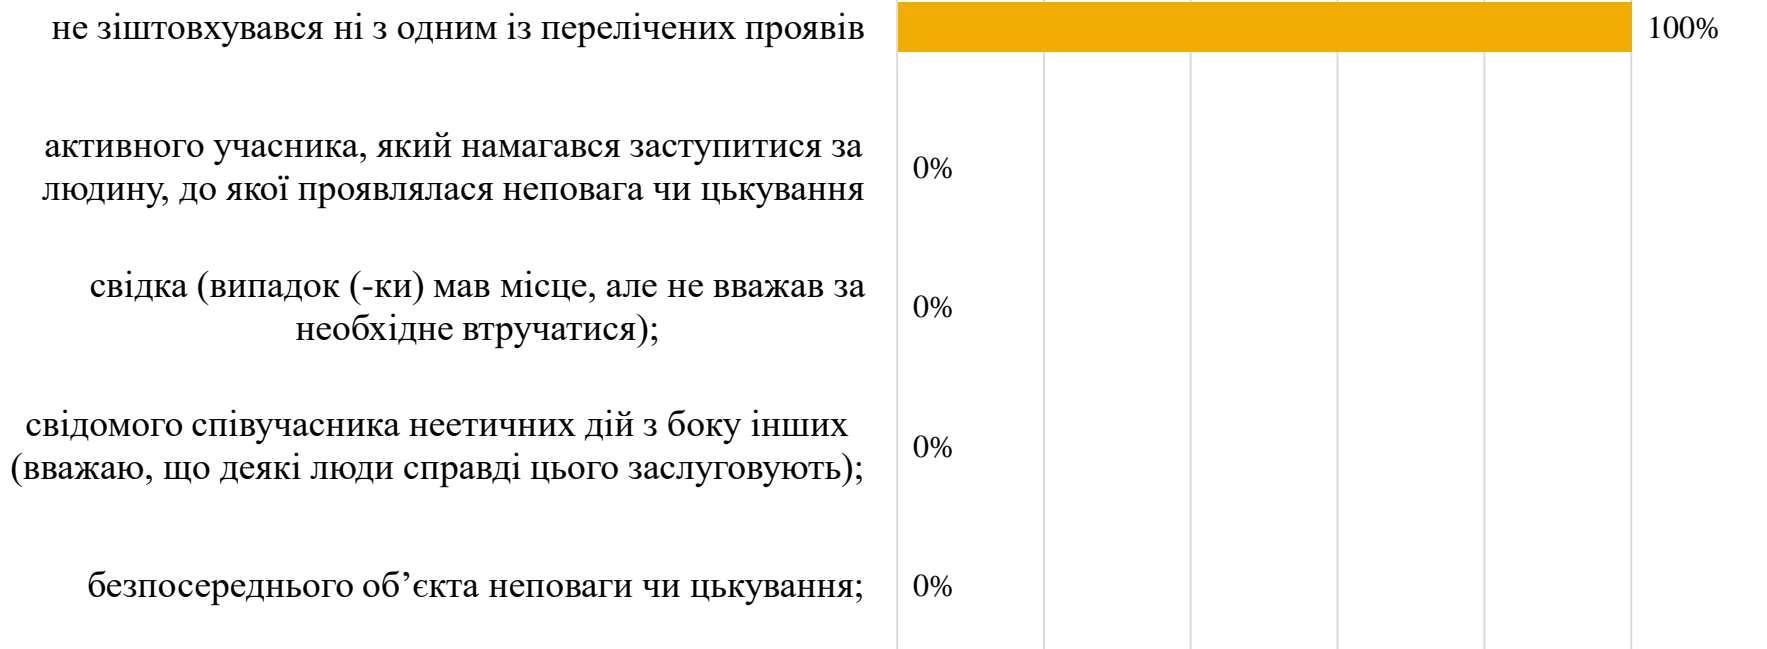 не зіштовхувався ні з одним із перелічених проявів
100%
активного учасника, який намагався заступитися за
людину, до якої проявлялася неповага чи цькування
0%
свідка (випадок (-ки) мав місце, але не вважав за
необхідне втручатися);
0%
свідомого співучасника неетичних дій з боку інших
(вважаю, що деякі люди справді цього заслуговують);
0%
безпосереднього об’єкта неповаги чи цькування;
0%